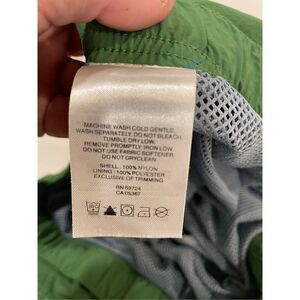 MACHINE WASH COLD GENTLE.
WASH SEPARATELY. DO NOT BLEACH.
TUMBLE DRY LOW.
REMOVE PROMPTLY, IRON LOW.
DO NOT USE FABRIC SOFTENER.
DO NOT DRYCLEAN.
SHELL : 100% NYLON
LINING : 100% POLYESTER
EXCLUSIVE OF TRIMMING
RN 69724
CA 05367